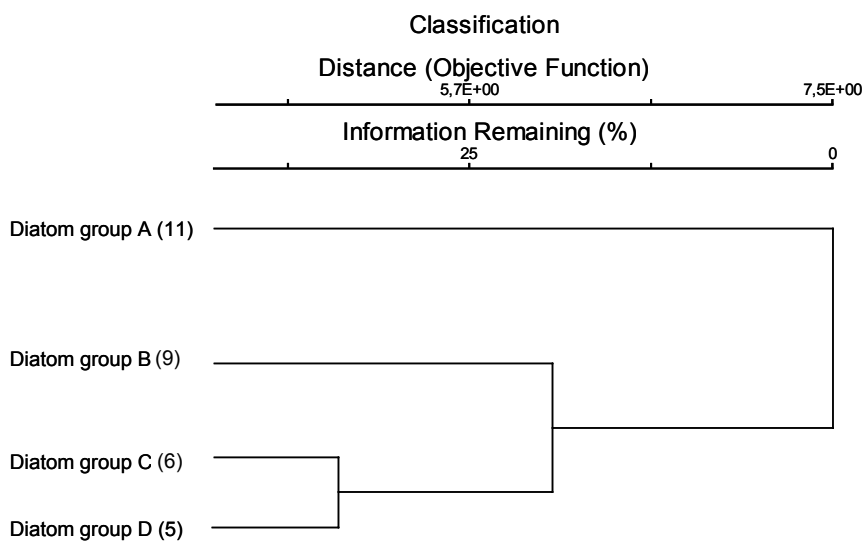 Classification
Distance (Objective Function)
5,7E+00 7,5E+00
Information Remaining (%)
25 0
Diatom group A (11)
Diatom group B (9)
Diatom group C (6)
Diatom group D (5)